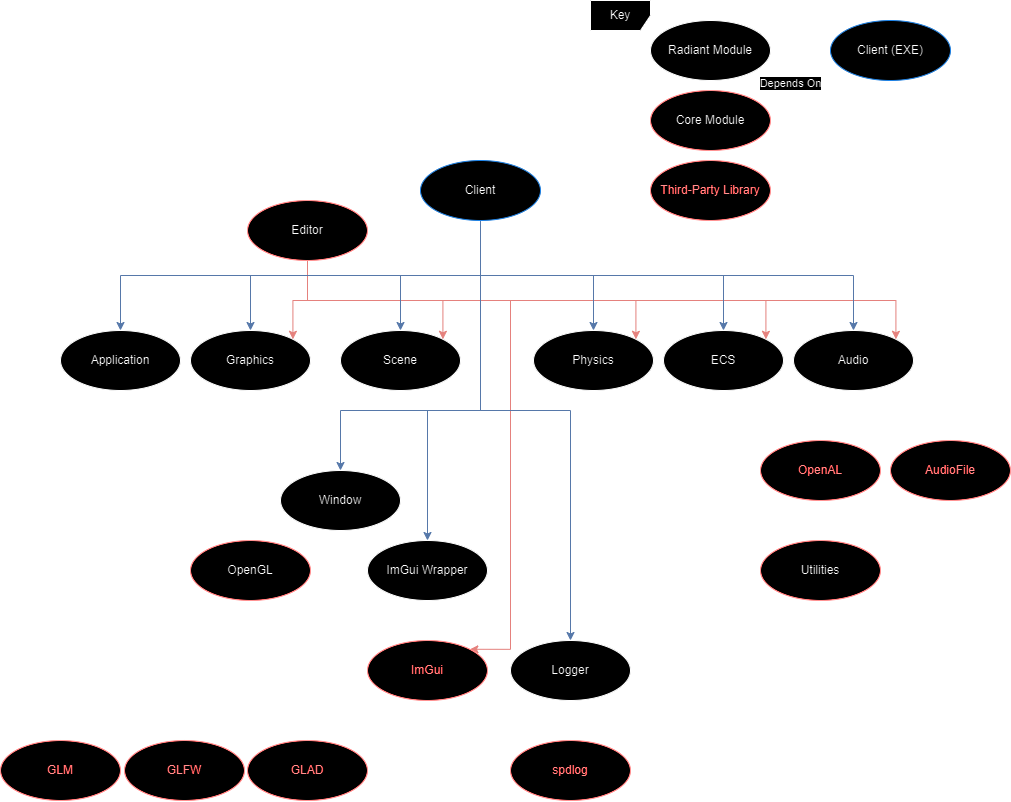 Key
Radiant Module
Client (EXE)
Depends On
Core Module
Third-Party Library
Client
Editor
Application
Graphics
Scene
Physics
ECS
Audio
OpenAL
AudioFile
Window
OpenGL
ImGui Wrapper
Utilities
ImGui
Logger
GLM
GLFW
GLAD
spdlog